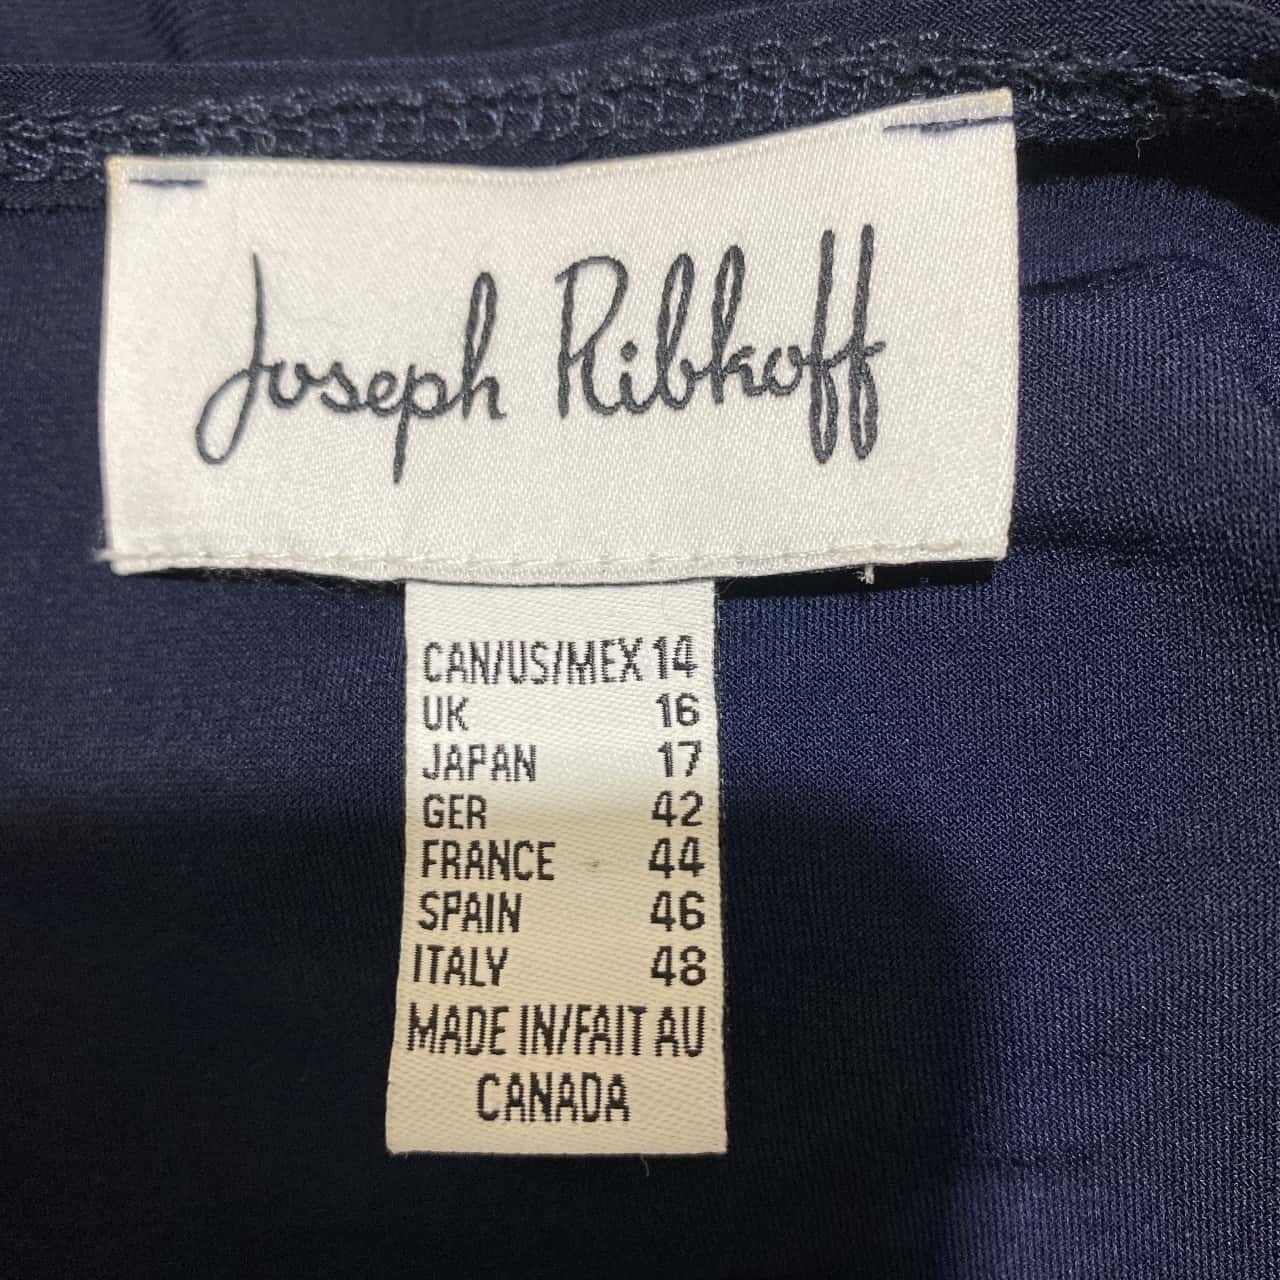 Joseph Ribkoff
CAN/US/MEX 14
UK 16
JAPAN 17
GER 42
FRANCE 44
SPAIN 46
ITALY 48
MADE IN/FAIT AU
CANADA